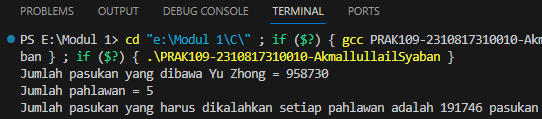 PROBLEMS OUTPUT DEBUG CONSOLE TERMINAL PORTS
PS E:\Modul 1> cd "e:\Modul 1\C\" ; if ($?) { gcc PRAK109-2310817310010-Akm
ban } ; if ($?) { .\PRAK109-2310817310010-AkmallullailSyaban }
Jumlah pasukan yang dibawa Yu Zhong = 958730
Jumlah pahlawan = 5
Jumlah pasukan yang harus dikalahkan setiap pahlawan adalah 191746 pasukan